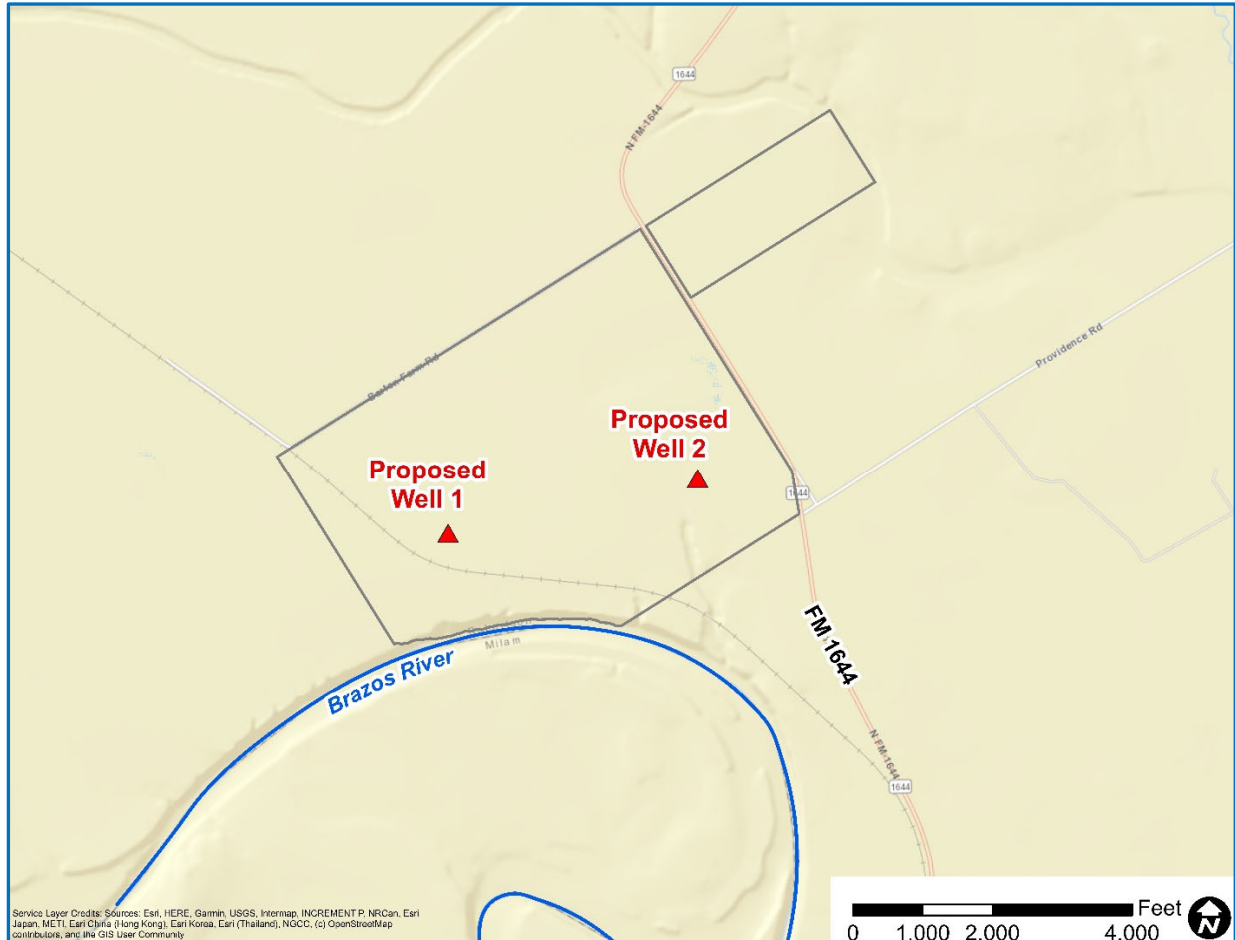 1644
N FM-1644
Providence Rd
Barton Farm Rd
Proposed
Well 2
Proposed
Well 1
1644
Milam
FM 1644
Brazos River
N FM-1644
1644
Service Layer Credits: Sources: Esri, HERE, Garmin, USGS, Intermap, INCREMENT P, NRCan, Esri
Japan, METI, Esri China (Hong Kong), Esri Korea, Esri (Thailand), NGCC, (c) OpenStreetMap
contributors, and the GIS User Community
Feet
0 1,000 2,000 4,000
N